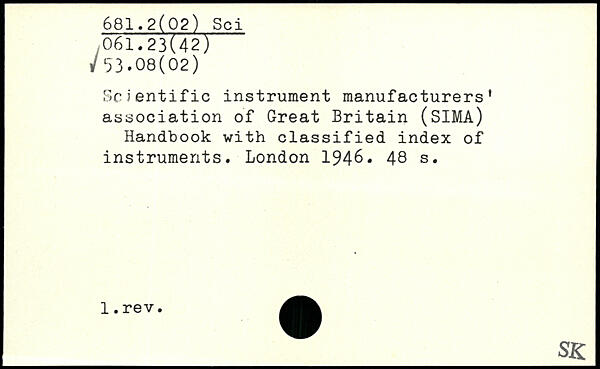 681.2(02) Sci
061.23(42)
53.08(02)
Scientific instrument manufacturers'
association of Great Britain (SIMA)
Handbook with classified index of
instruments. London 1946. 48 s.
1.rev.
SK